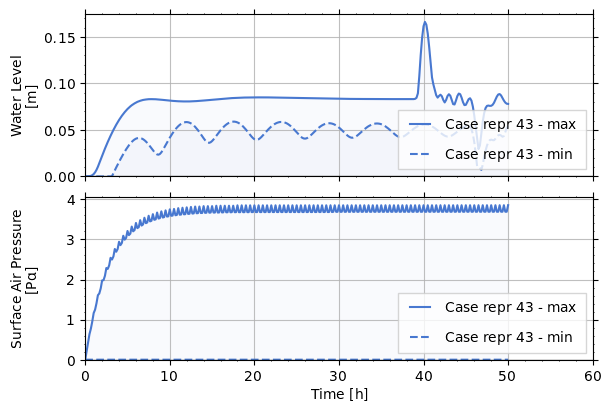 Water Level
[m]
0.15
0.10
0.05
0.00
Case repr 43 - max
Case repr 43 - min
Surface Air Pressure
[Pa]
4
3
2
1
0
Case repr 43 - max
Case repr 43 - min
0 10 20 30 40 50 60
Time [h]